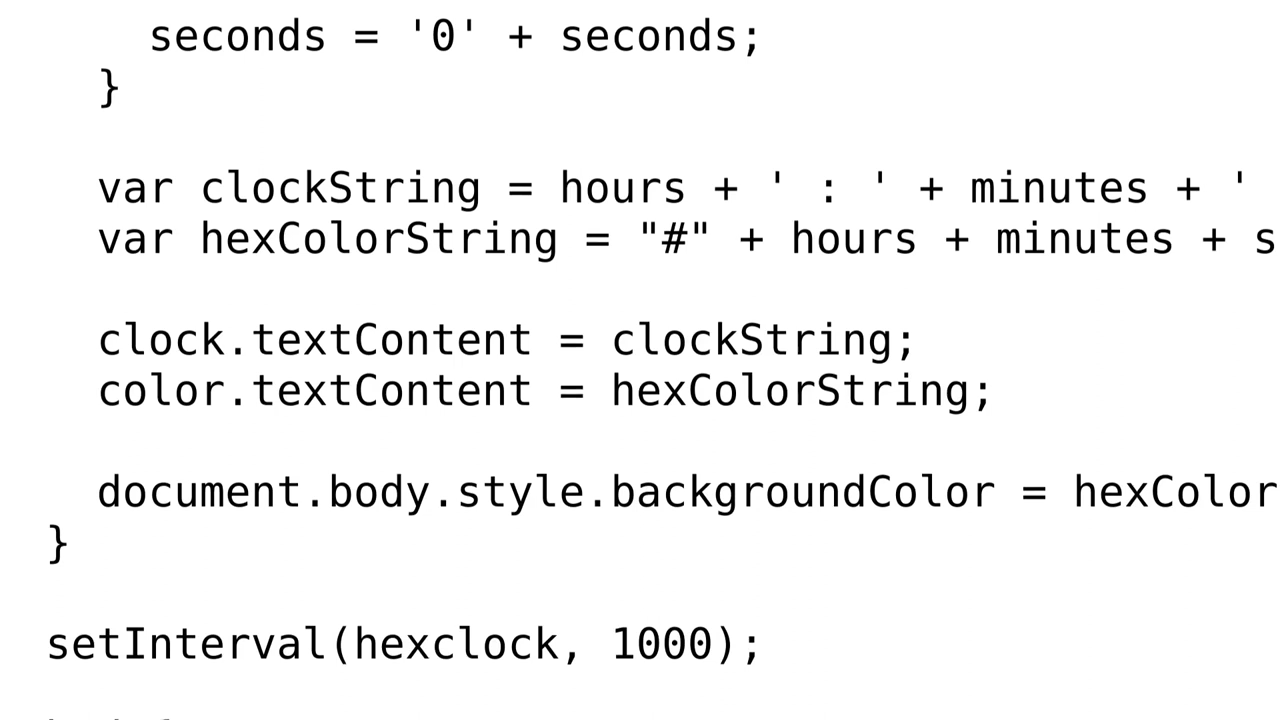 seconds = '0' + seconds;
}
var clockString = hours + ' : ' + minutes + '
var hexColorString = "#" + hours + minutes + s
clock.textContent = clockString;
color.textContent = hexColorString;
document.body.style.backgroundColor = hexColor
}
setInterval(hexclock, 1000);